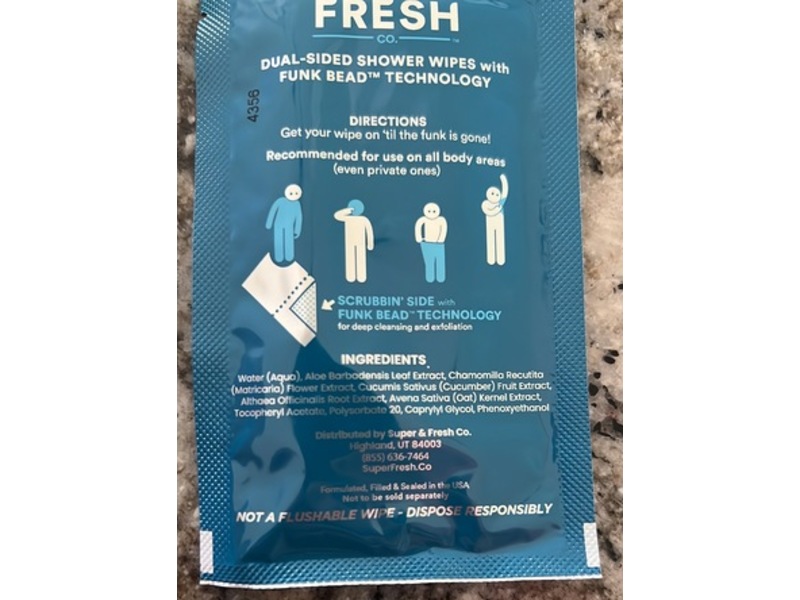 FRESH
CO.™
DUAL-SIDED SHOWER WIPES with
FUNK BEAD™ TECHNOLOGY
4356
DIRECTIONS
Get your wipe on 'til the funk is gone!
Recommended for use on all body areas
(even private ones)
SCRUBBIN' SIDE with
FUNK BEAD™ TECHNOLOGY
for deep cleansing and exfoliation
INGREDIENTS
Water (Aqua), Aloe Barbadensis Leaf Extract, Chamomilla Recutita
(Matricaria) Flower Extract, Cucumis Sativus (Cucumber) Fruit Extract,
Althaea Officinalis Root Extract, Avena Sativa (Oat) Kernel Extract,
Tocopheryl Acetate, Polysorbate 20, Caprylyl Glycol, Phenoxyethanol
Distributed by Super & Fresh Co.
Highland, UT 84003
(855) 636-7464
SuperFresh.Co
Formulated, Filled & Sealed in the USA
Not to be sold separately
NOT A FLUSHABLE WIPE - DISPOSE RESPONSIBLY